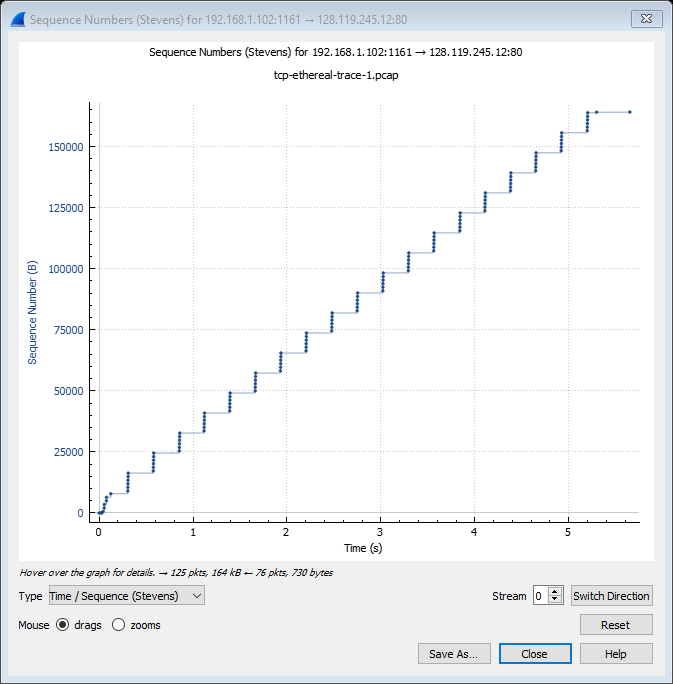 Sequence Numbers (Stevens) for 192.168.1.102:1161 → 128.119.245.12:80
Sequence Numbers (Stevens) for 192.168.1.102:1161 → 128.119.245.12:80
tcp-ethereal-trace-1.pcap
150000
125000
100000
75000
50000
25000
0
Sequence Number (B)
0 1 2 3 4 5
Time (s)
Hover over the graph for details. → 125 pkts, 164 kB ← 76 pkts, 730 bytes
Type Time / Sequence (Stevens) Stream 0 Switch Direction
Mouse drags zooms Reset
Save As... Close Help